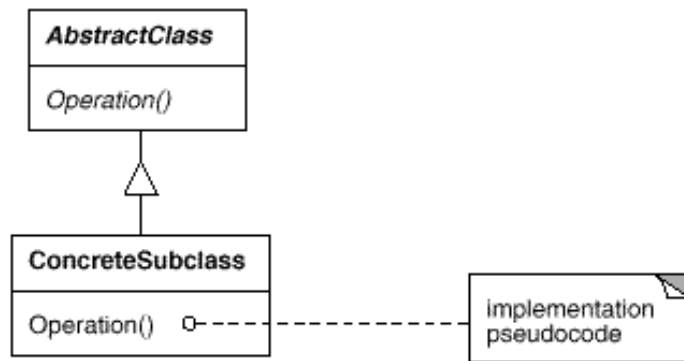 AbstractClass
Operation()
ConcreteSubclass
Operation()
implementation
pseudocode